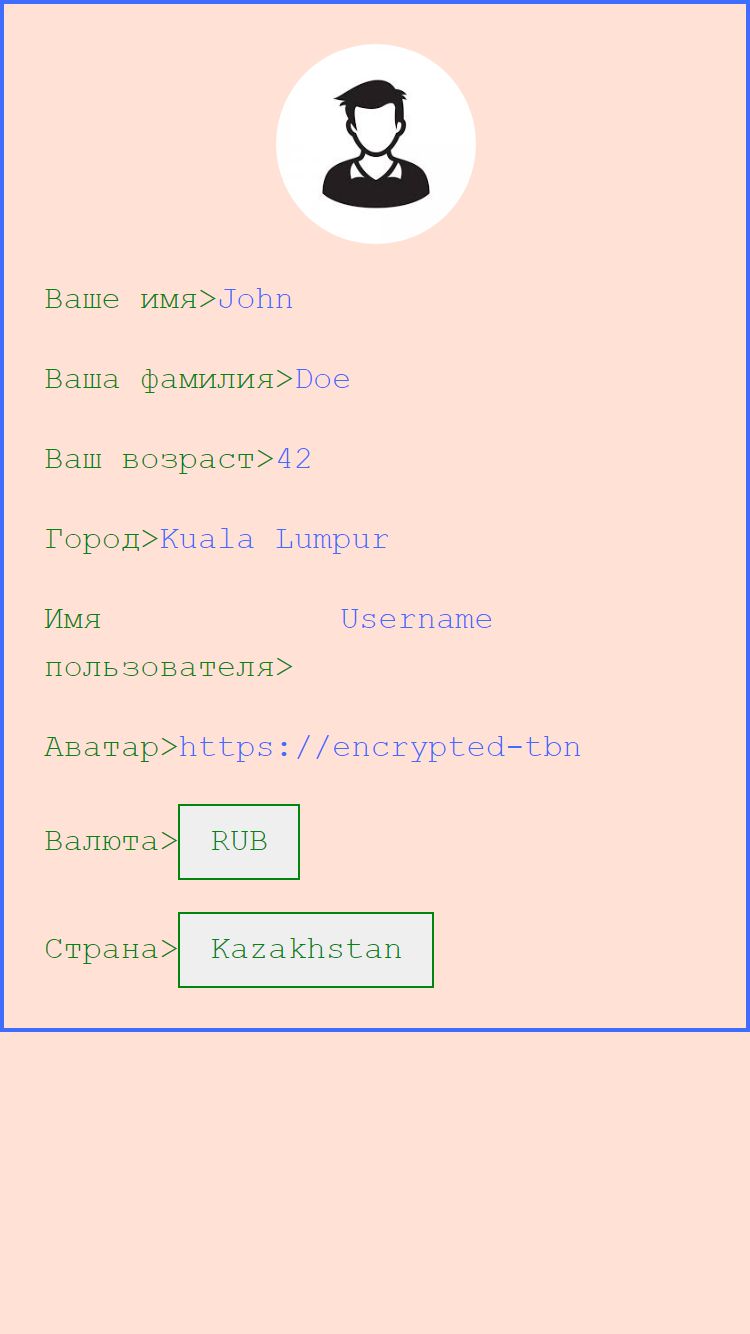 Ваше имя>John
Ваша фамилия>Doe
Ваш возраст>42
Город>Kuala Lumpur
Имя Username
пользователя>
Аватар>https://encrypted-tbn
Валюта> RUB
Страна> Kazakhstan